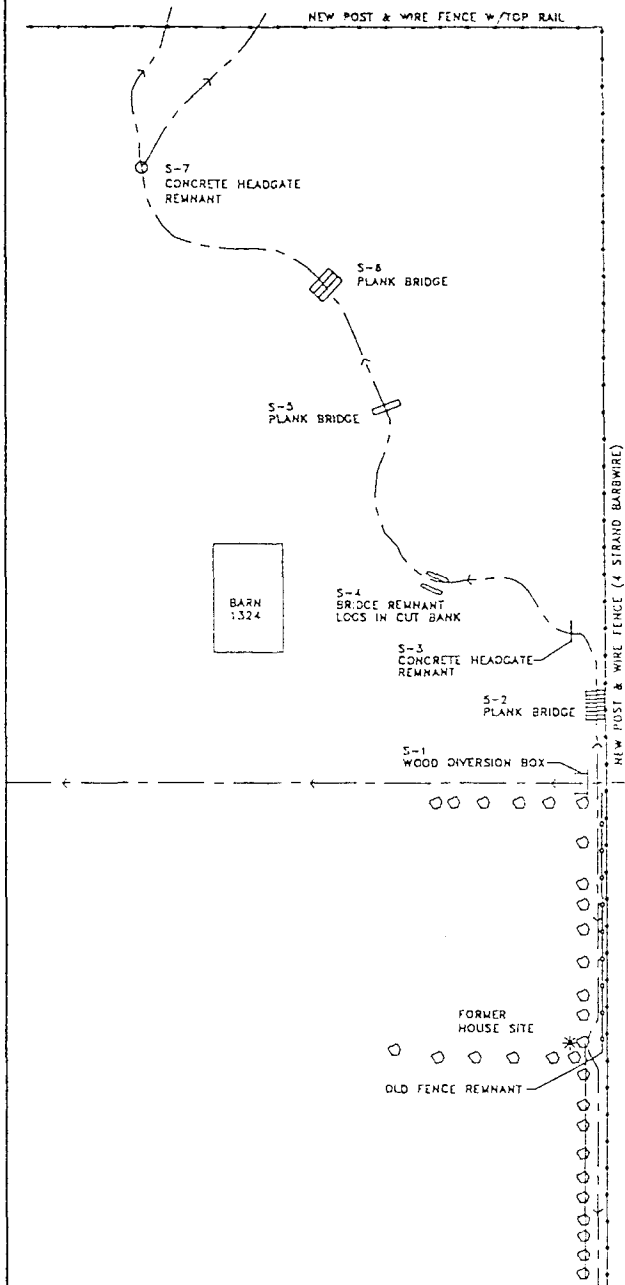 NEW POST & WIRE FENCE W/TOP RAIL
S-7
CONCRETE HEADGATE
REMNANT
S-6
PLANK BRIDGE
S-5
PLANK BRIDGE
NEW POST & WIRE FENCE (4 STRAND BARBWIRE)
BARN
1324
S-4
BRIDGE REMNANT
LOGS IN CUT BANK
S-3
CONCRETE HEADGATE
REMNANT
S-2
PLANK BRIDGE
S-1
WOOD DIVERSION BOX
FORMER
HOUSE SITE
OLD FENCE REMNANT